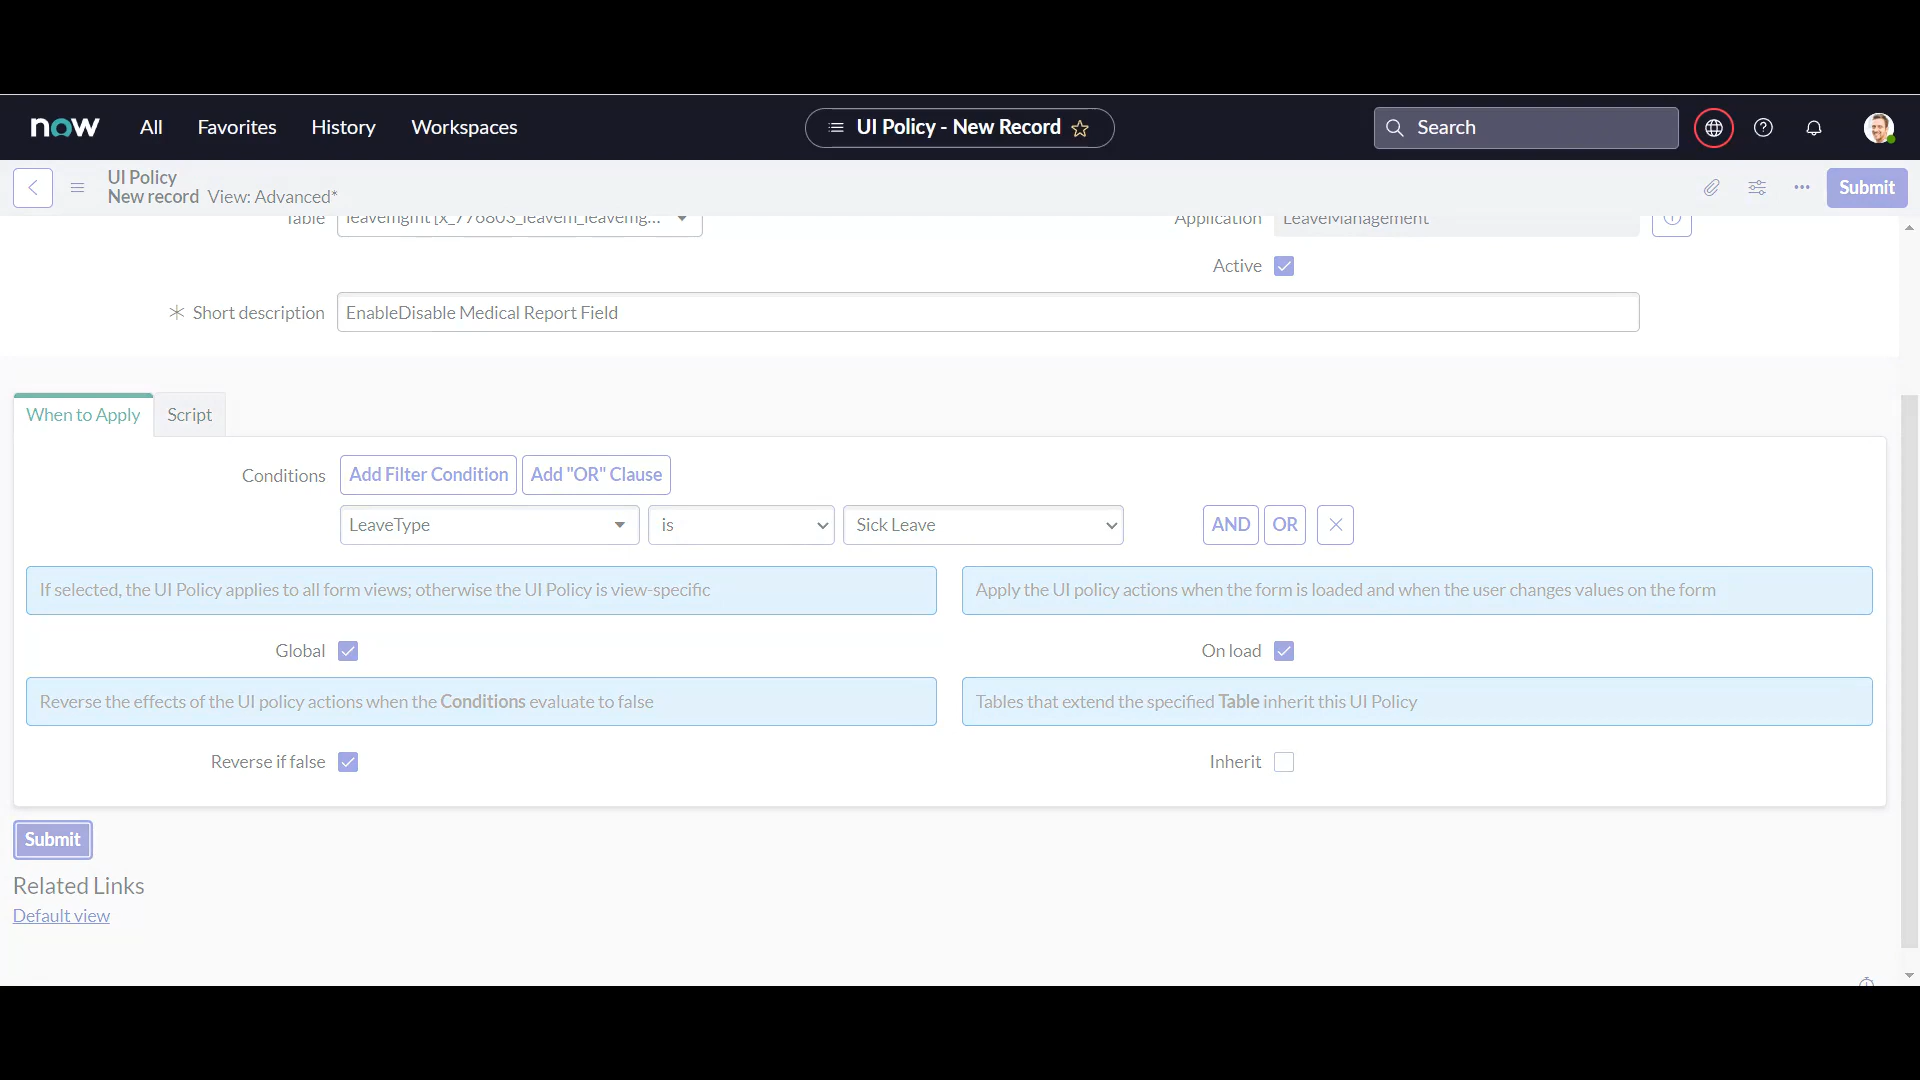 now All Favorites History Workspaces UI Policy - New Record Search
UI Policy
New record View: Advanced*
Submit
Table leavemgmt [x_776803_leavem_leavemg... Application LeaveManagement
Active
Short description EnableDisable Medical Report Field
When to Apply Script
Conditions Add Filter Condition Add "OR" Clause
LeaveType is Sick Leave AND OR
If selected, the UI Policy applies to all form views; otherwise the UI Policy is view-specific
Apply the UI policy actions when the form is loaded and when the user changes values on the form
Global On load
Reverse the effects of the UI policy actions when the Conditions evaluate to false
Tables that extend the specified Table inherit this UI Policy
Reverse if false Inherit
Submit
Related Links
Default view